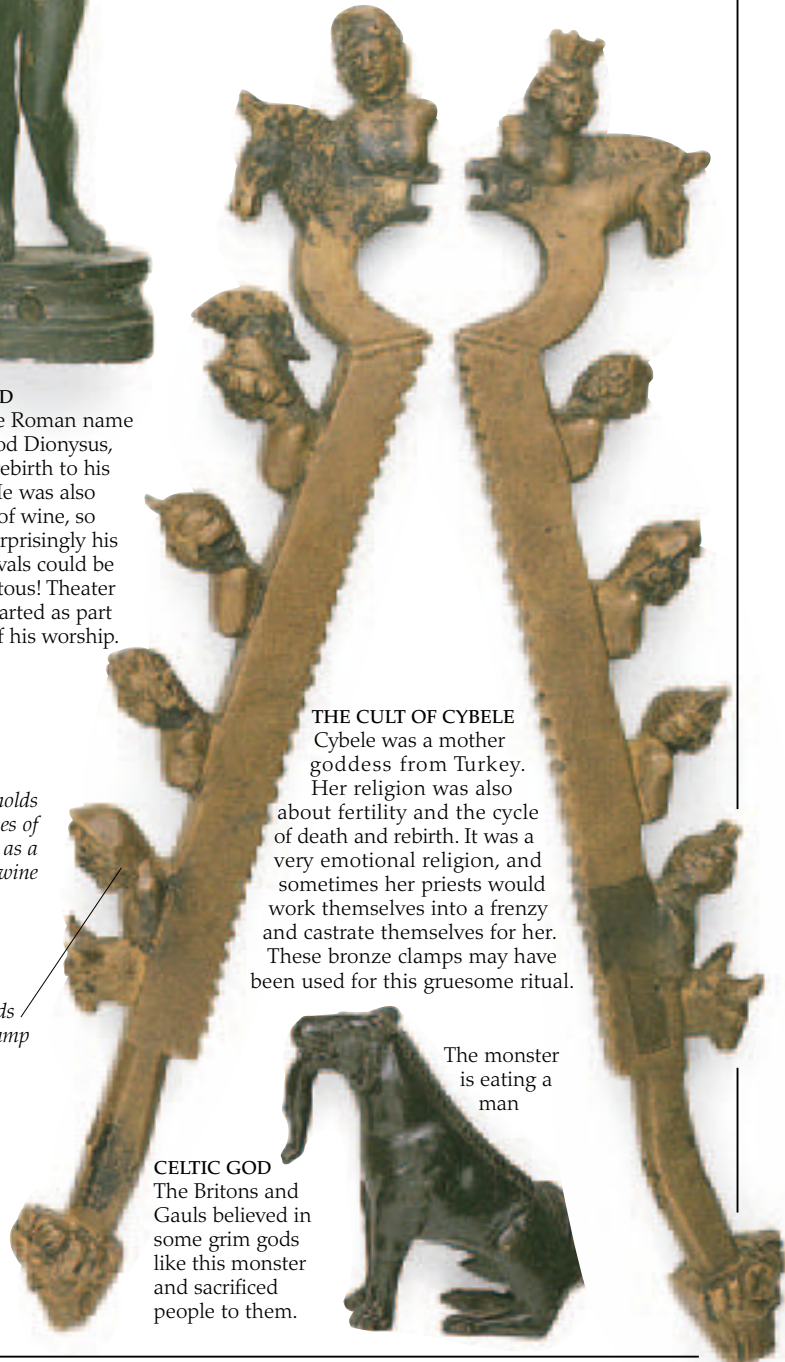 D
e Roman name
od Dionysus,
ebirth to his
He was also
of wine, so
rprisingly his
vals could be
tous! Theater
arted as part
f his worship.
THE CULT OF CYBELE
Cybele was a mother
goddess from Turkey.
Her religion was also
about fertility and the cycle
of death and rebirth. It was a
very emotional religion, and
sometimes her priests would
work themselves into a frenzy
and castrate themselves for her.
These bronze clamps may have
been used for this gruesome ritual.
holds
es of
as a
wine
ds
amp
The monster
is eating a
man
CELTIC GOD
The Britons and
Gauls believed in
some grim gods
like this monster
and sacrificed
people to them.